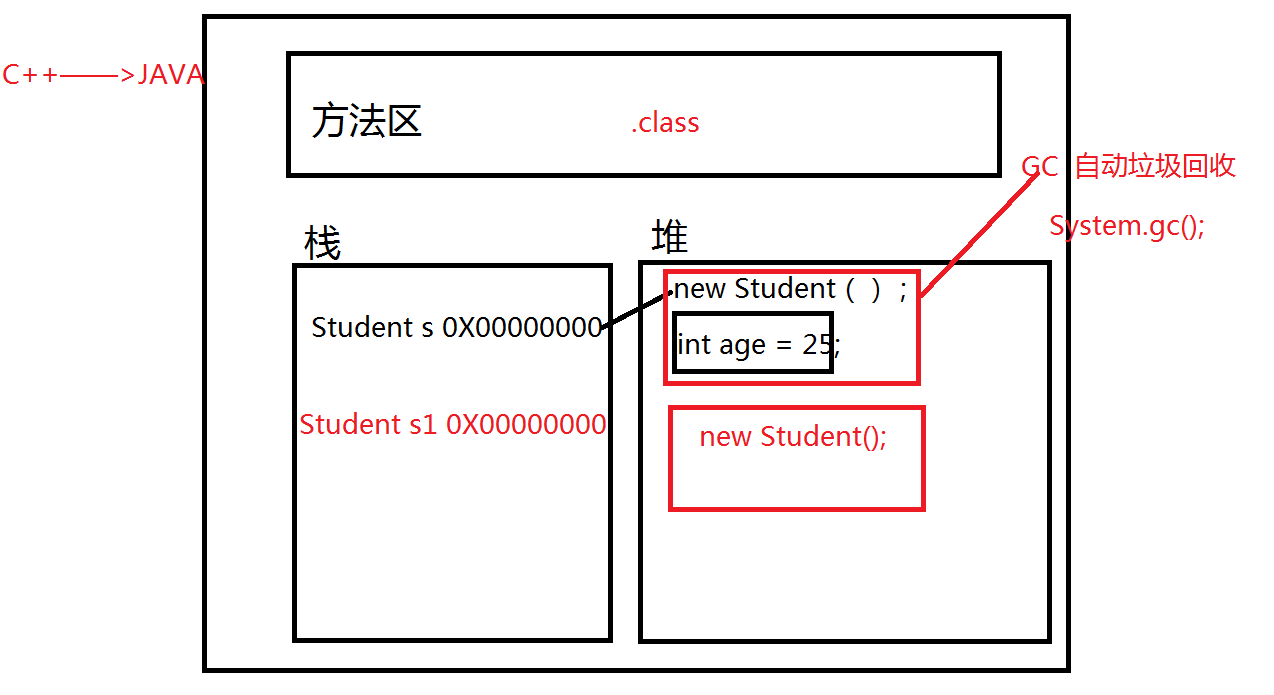 C++———>JAVA
方法区
.class
GC 自动垃圾回收
System.gc();
栈
堆
Student s 0X00000000
Student s1 0X00000000
new Student（ ）;
int age = 25;
new Student();